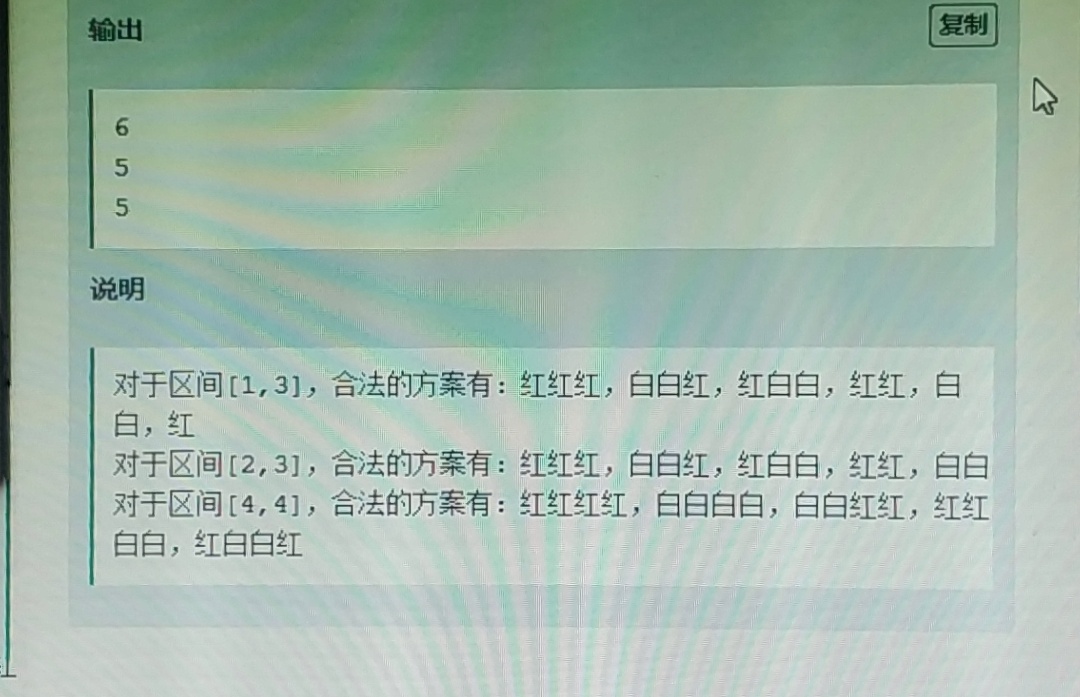 输出
复制
6
5
5
说明
对于区间[1,3]，合法的方案有：红红红，白白红，红白白，红红，白
白，红
对于区间[2,3]，合法的方案有：红红红，白白红，红白白，红红，白白
对于区间[4,4]，合法的方案有：红红红红，白白白白，白白红红，红红
白白，红白白红